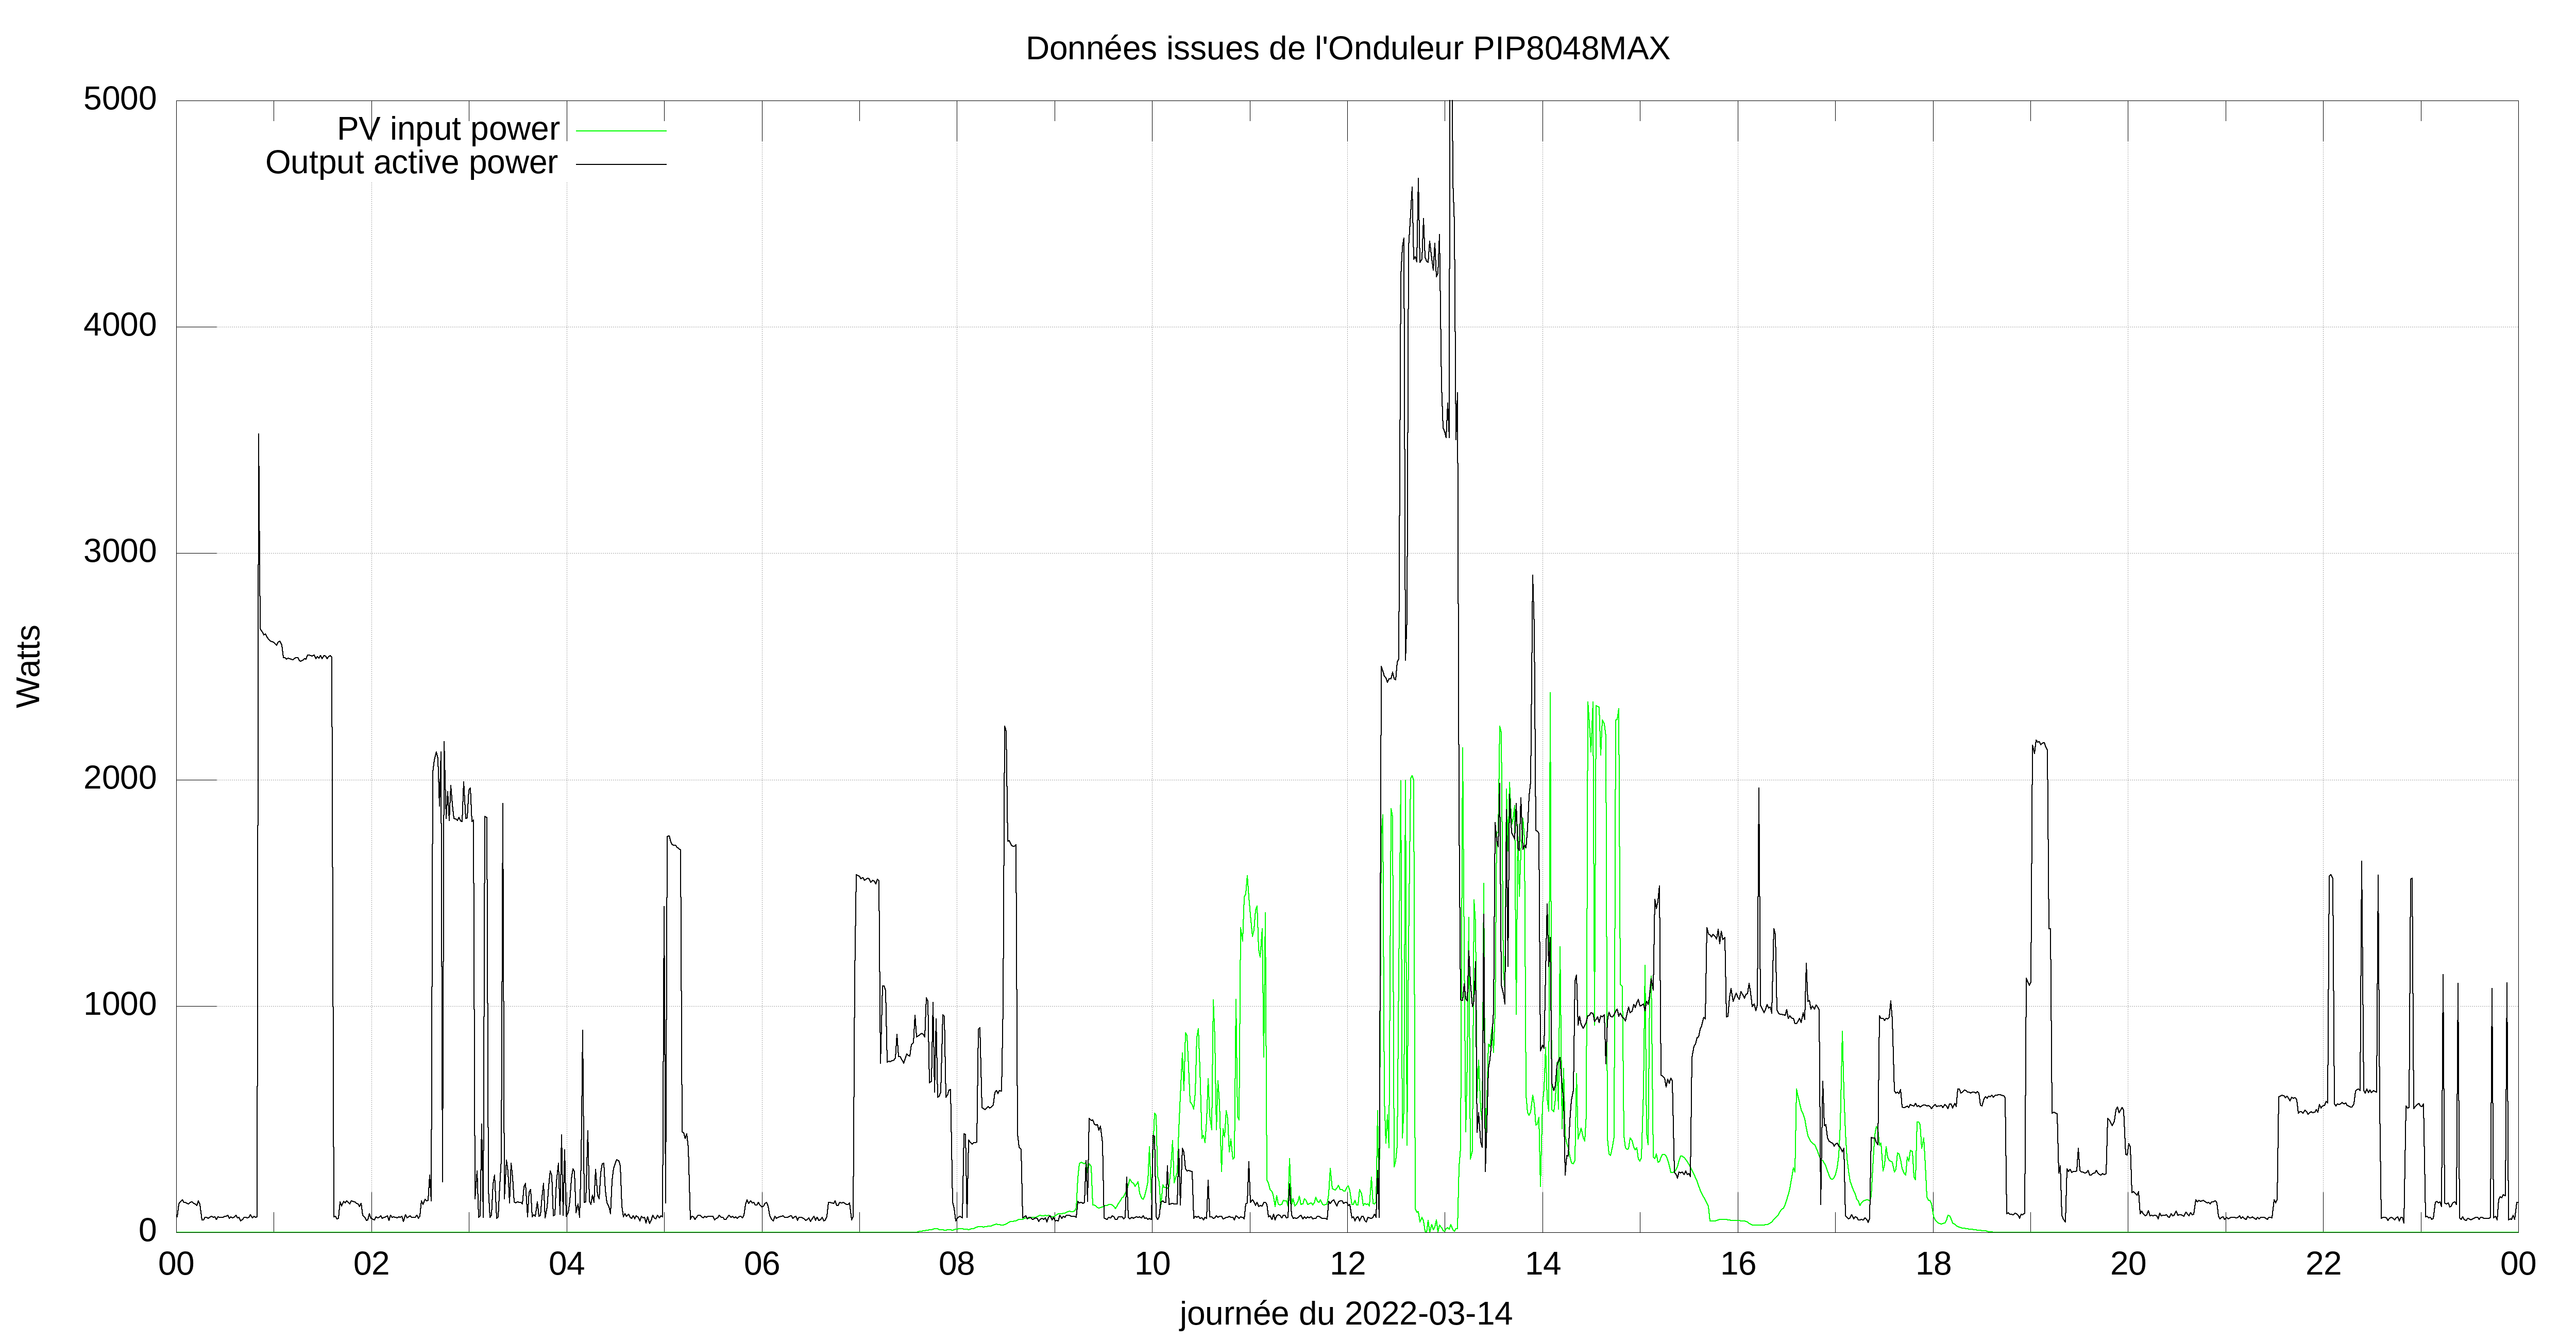 Données issues de l'Onduleur PIP8048MAX
5000
PV input power
Output active power
4000
3000
Watts
2000
1000
0
00 02 04 06 08 10 12 14 16 18 20 22 00
journée du 2022-03-14